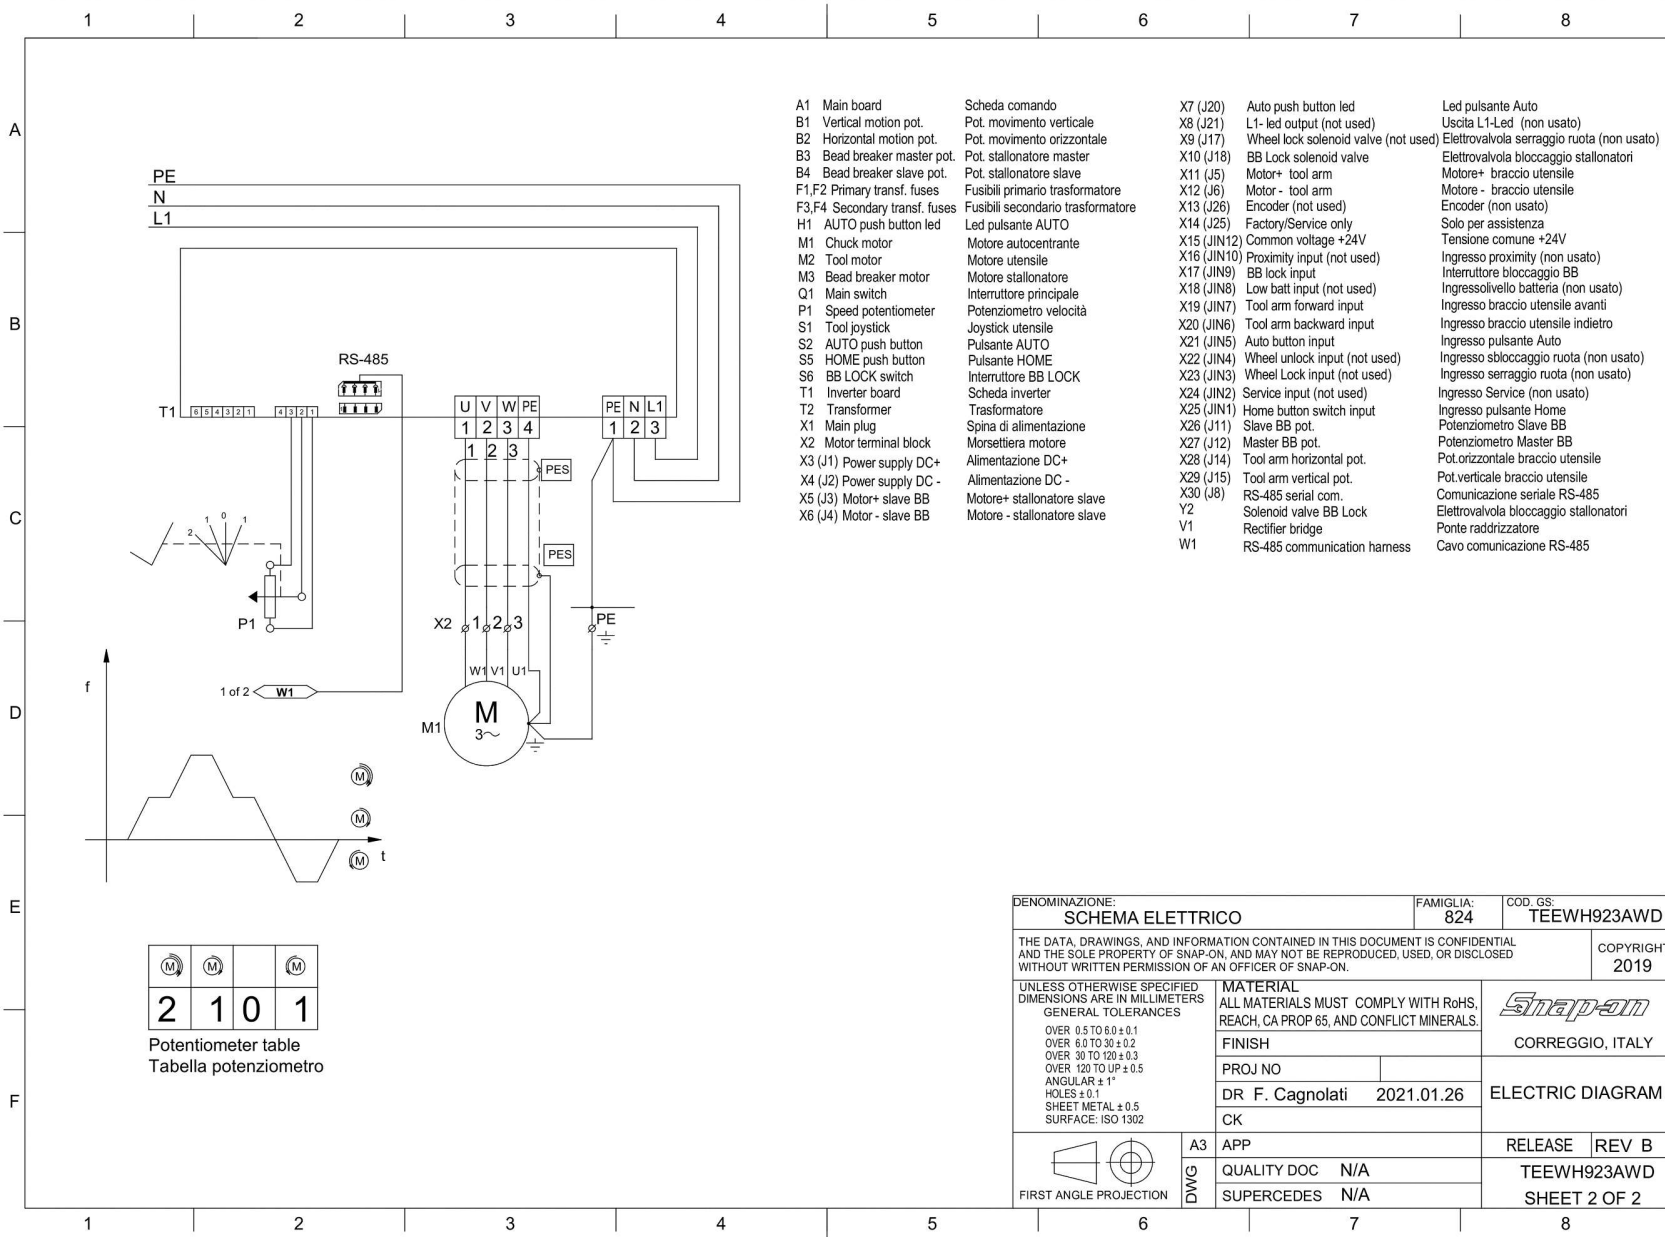 1 2 3 4 5 6 7 8
A
B
C
D
E
F
PE
N
L1
RS-485
T1
6 5 4 3 2 1
4 3 2 1
U V W PE
1 2 3 4
PE N L1
1 2 3
1 2 3
PES
PES
2 1 0 1
P1
X2 1 2 3
PE
W1 V1 U1
M
3~
M1
1 of 2 W1
f
M
M
M
t
M M M
2 1 0 1
Potentiometer table
Tabella potenziometro
A1 Main board Scheda comando
B1 Vertical motion pot. Pot. movimento verticale
B2 Horizontal motion pot. Pot. movimento orizzontale
B3 Bead breaker master pot. Pot. stallonatore master
B4 Bead breaker slave pot. Pot. stallonatore slave
F1,F2 Primary transf. fuses Fusibili primario trasformatore
F3,F4 Secondary transf. fuses Fusibili secondario trasformatore
H1 AUTO push button led Led pulsante AUTO
M1 Chuck motor Motore autocentrante
M2 Tool motor Motore utensile
M3 Bead breaker motor Motore stallonatore
Q1 Main switch Interruttore principale
P1 Speed potentiometer Potenziometro velocità
S1 Tool joystick Joystick utensile
S2 AUTO push button Pulsante AUTO
S5 HOME push button Pulsante HOME
S6 BB LOCK switch Interruttore BB LOCK
T1 Inverter board Scheda inverter
T2 Transformer Trasformatore
X1 Main plug Spina di alimentazione
X2 Motor terminal block Morsettiera motore
X3 (J1) Power supply DC+ Alimentazione DC+
X4 (J2) Power supply DC - Alimentazione DC -
X5 (J3) Motor+ slave BB Motore+ stallonatore slave
X6 (J4) Motor - slave BB Motore - stallonatore slave
X7 (J20) Auto push button led Led pulsante Auto
X8 (J21) L1- led output (not used) Uscita L1-Led (non usato)
X9 (J17) Wheel lock solenoid valve (not used) Elettrovalvola serraggio ruota (non usato)
X10 (J18) BB Lock solenoid valve Elettrovalvola bloccaggio stallonatori
X11 (J5) Motor+ tool arm Motore+ braccio utensile
X12 (J6) Motor - tool arm Motore - braccio utensile
X13 (J26) Encoder (not used) Encoder (non usato)
X14 (J25) Factory/Service only Solo per assistenza
X15 (JIN12) Common voltage +24V Tensione comune +24V
X16 (JIN10) Proximity input (not used) Ingresso proximity (non usato)
X17 (JIN9) BB lock input Interruttore bloccaggio BB
X18 (JIN8) Low batt input (not used) Ingressolivello batteria (non usato)
X19 (JIN7) Tool arm forward input Ingresso braccio utensile avanti
X20 (JIN6) Tool arm backward input Ingresso braccio utensile indietro
X21 (JIN5) Auto button input Ingresso pulsante Auto
X22 (JIN4) Wheel unlock input (not used) Ingresso sbloccaggio ruota (non usato)
X23 (JIN3) Wheel Lock input (not used) Ingresso serraggio ruota (non usato)
X24 (JIN2) Service input (not used) Ingresso Service (non usato)
X25 (JIN1) Home button switch input Ingresso pulsante Home
X26 (J11) Slave BB pot. Potenziometro Slave BB
X27 (J12) Master BB pot. Potenziometro Master BB
X28 (J14) Tool arm horizontal pot. Pot.orizzontale braccio utensile
X29 (J15) Tool arm vertical pot. Pot.verticale braccio utensile
X30 (J8) RS-485 serial com. Comunicazione seriale RS-485
Y2 Solenoid valve BB Lock Elettrovalvola bloccaggio stallonatori
V1 Rectifier bridge Ponte raddrizzatore
W1 RS-485 communication harness Cavo comunicazione RS-485
DENOMINAZIONE:
SCHEMA ELETTRICO
FAMIGLIA:
824
COD. GS:
TEEWH923AWD
THE DATA, DRAWINGS, AND INFORMATION CONTAINED IN THIS DOCUMENT IS CONFIDENTIAL
AND THE SOLE PROPERTY OF SNAP-ON, AND MAY NOT BE REPRODUCED, USED, OR DISCLOSED
WITHOUT WRITTEN PERMISSION OF AN OFFICER OF SNAP-ON.
COPYRIGHT
2019
UNLESS OTHERWISE SPECIFIED
DIMENSIONS ARE IN MILLIMETERS
GENERAL TOLERANCES
OVER 0.5 TO 6.0 ± 0.1
OVER 6.0 TO 30 ± 0.2
OVER 30 TO 120 ± 0.3
OVER 120 TO UP ± 0.5
ANGULAR ± 1°
HOLES ± 0.1
SHEET METAL ± 0.5
SURFACE: ISO 1302
MATERIAL
ALL MATERIALS MUST COMPLY WITH RoHS,
REACH, CA PROP 65, AND CONFLICT MINERALS.
FINISH
PROJ NO
DR F. Cagnolati 2021.01.26
CK
Snap-on
CORREGGIO, ITALY
ELECTRIC DIAGRAM
FIRST ANGLE PROJECTION
A3
DWG
APP
QUALITY DOC N/A
SUPERCEDES N/A
RELEASE REV B
TEEWH923AWD
SHEET 2 OF 2
1 2 3 4 5 6 7 8